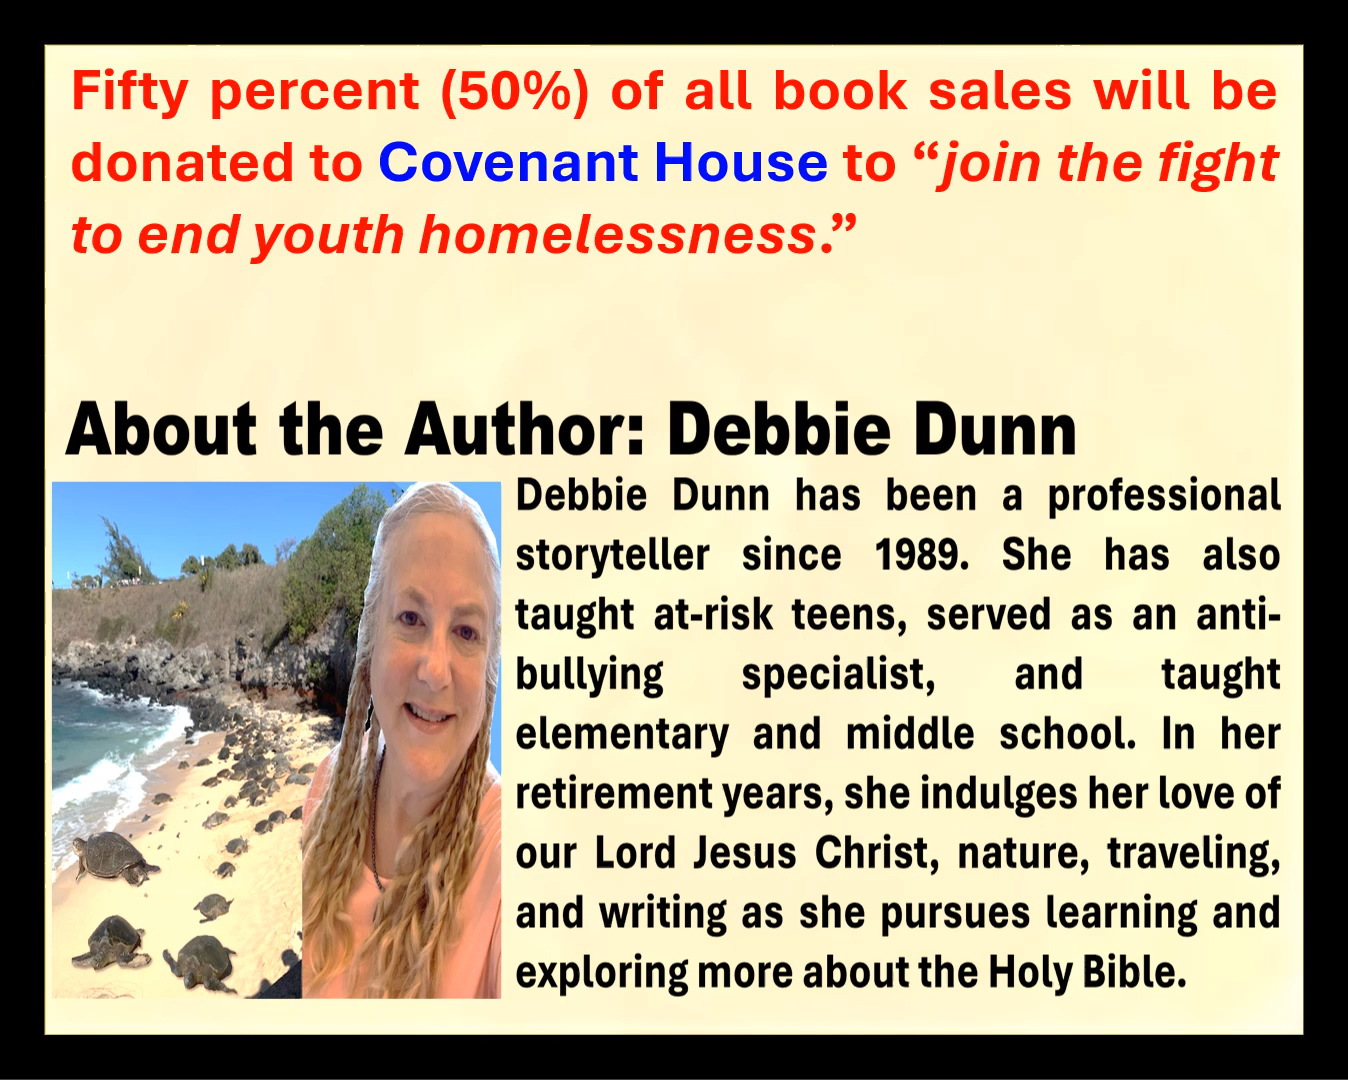 Fifty percent (50%) of all book sales will be
donated to Covenant House to “join the fight
to end youth homelessness.”
About the Author: Debbie Dunn
Debbie Dunn has been a professional
storyteller since 1989. She has also
taught at-risk teens, served as an anti-
bullying specialist, and taught
elementary and middle school. In her
retirement years, she indulges her love of
our Lord Jesus Christ, nature, traveling,
and writing as she pursues learning and
exploring more about the Holy Bible.